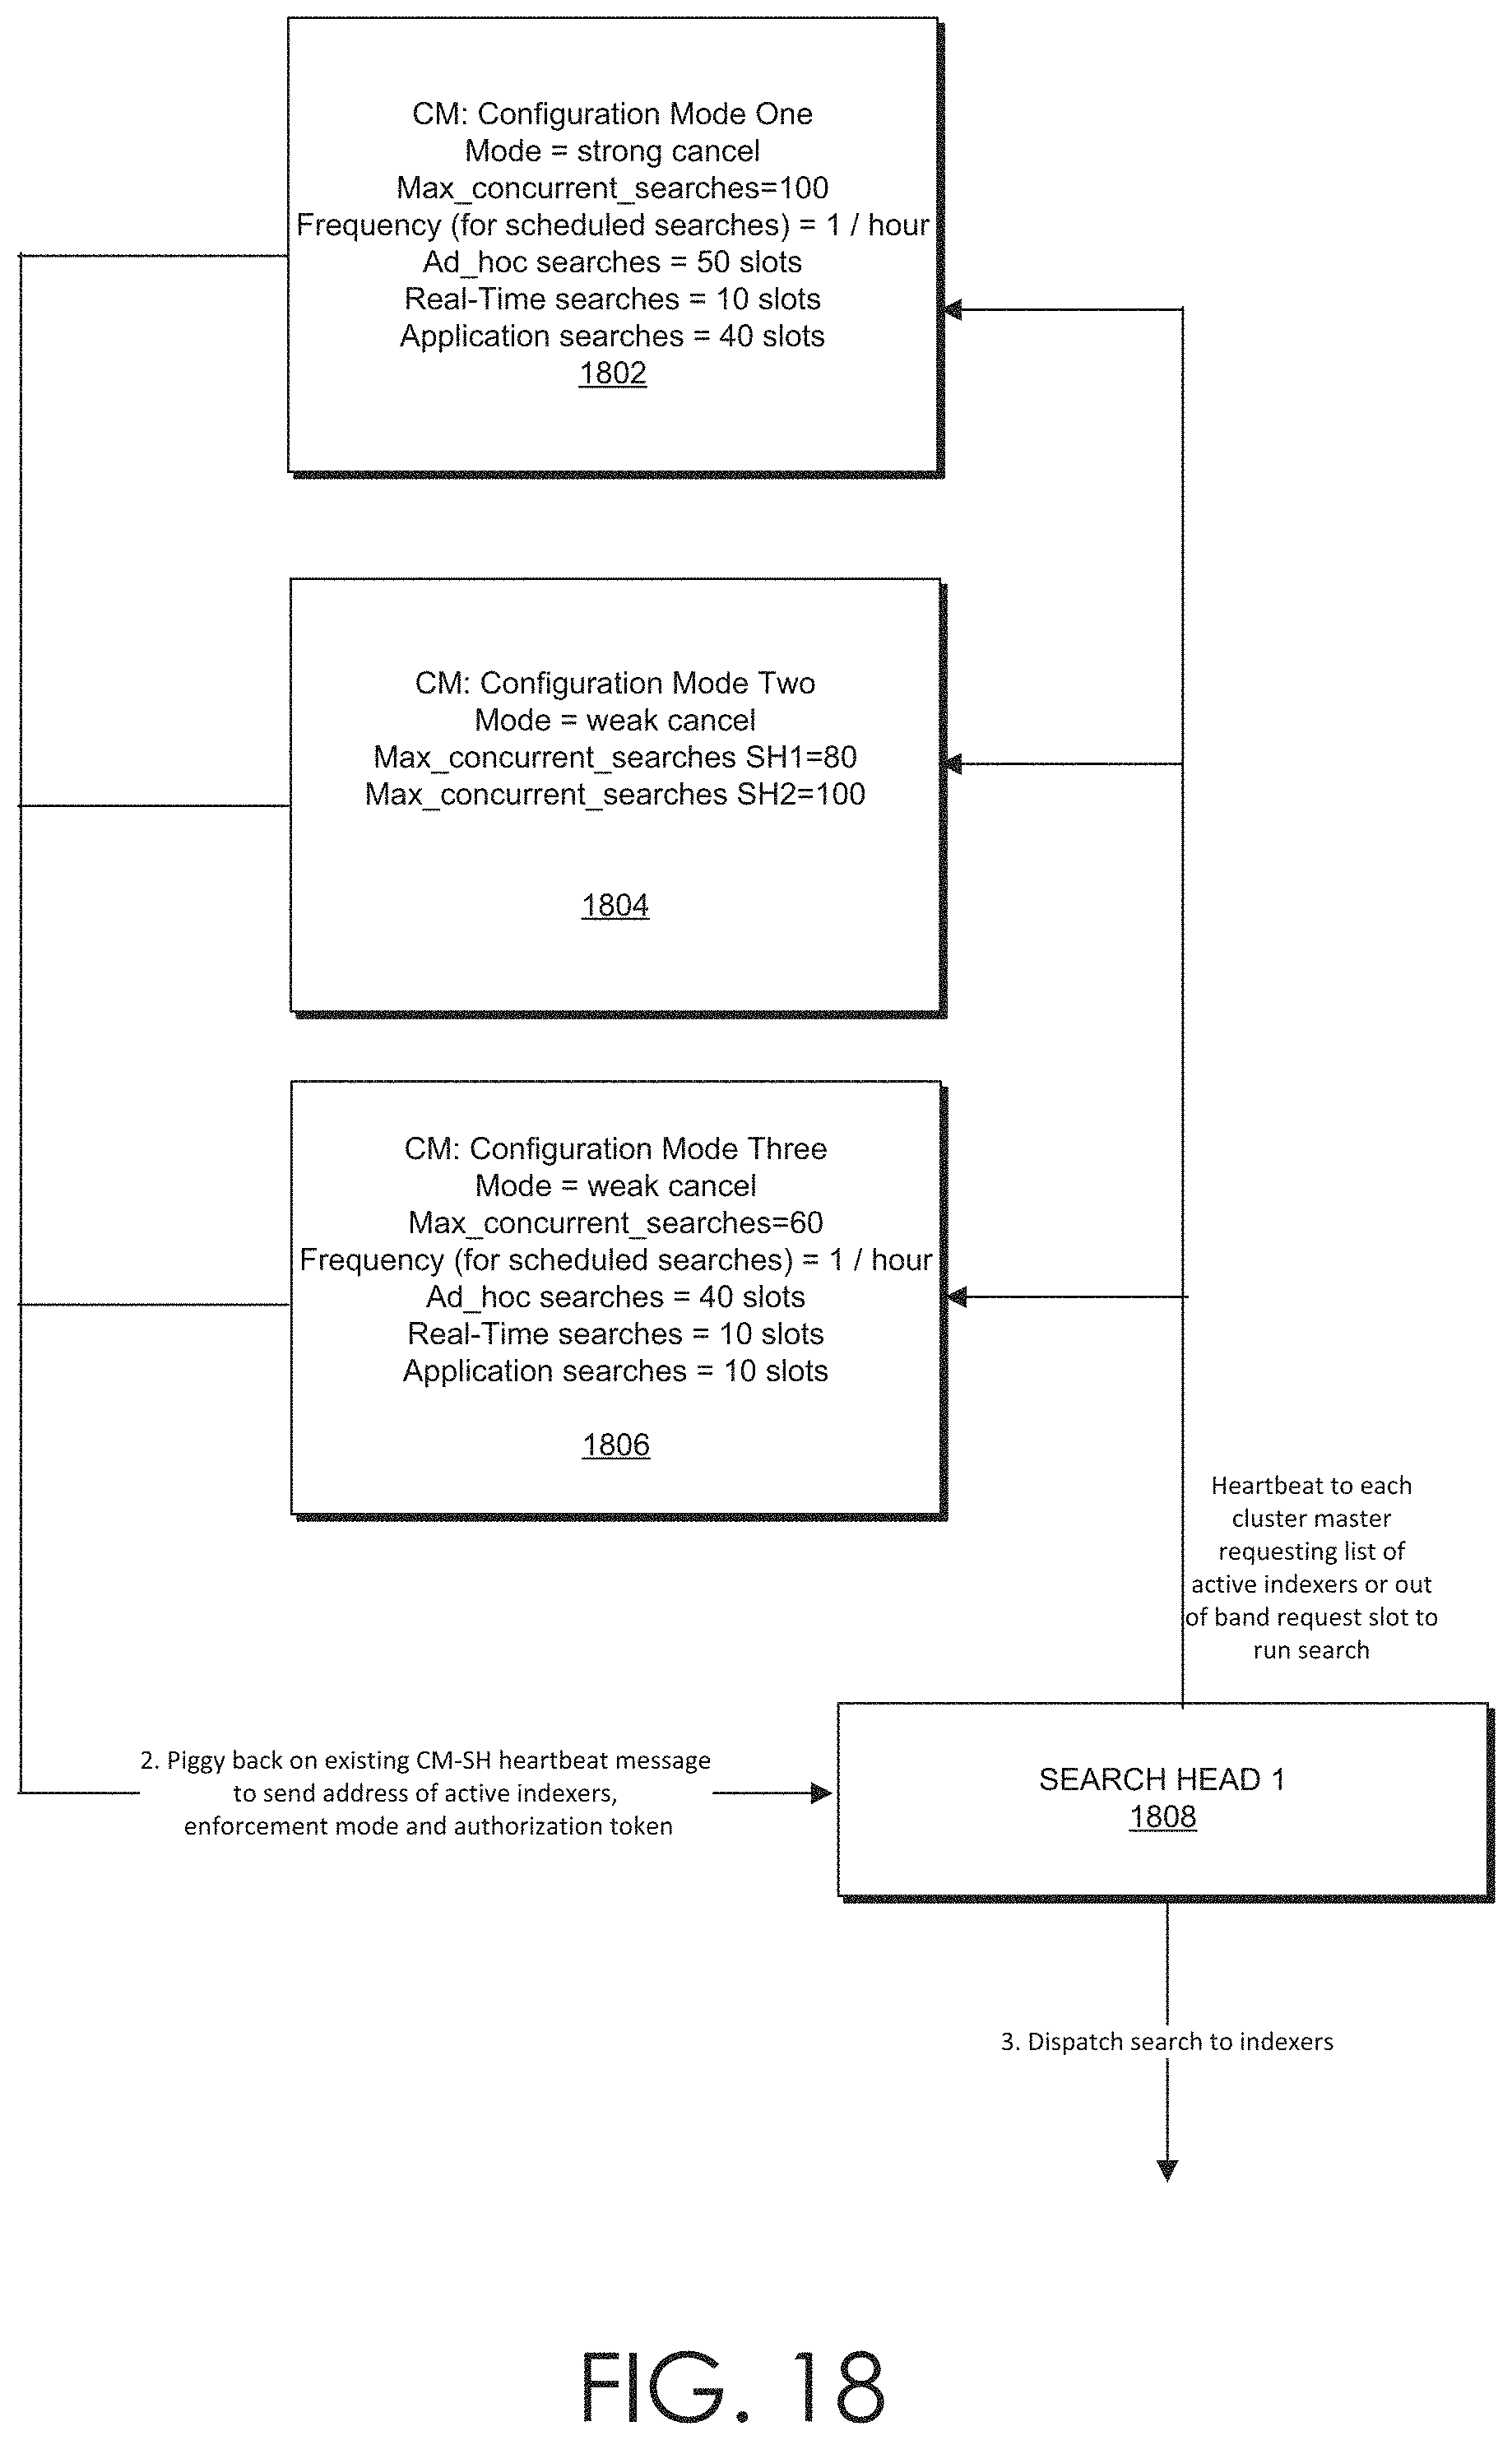 CM: Configuration Mode One
Mode = strong cancel
Max_concurrent_searches=100
Frequency (for scheduled searches) = 1 / hour
Ad_hoc searches = 50 slots
Real-Time searches = 10 slots
Application searches = 40 slots
1802
CM: Configuration Mode Two
Mode = weak cancel
Max_concurrent_searches SH1=80
Max_concurrent_searches SH2=100
1804
CM: Configuration Mode Three
Mode = weak cancel
Max_concurrent_searches=60
Frequency (for scheduled searches) = 1 / hour
Ad_hoc searches = 40 slots
Real-Time searches = 10 slots
Application searches = 10 slots
1806
Heartbeat to each
cluster master
requesting list of
active indexers or out
of band request slot to
run search
2. Piggy back on existing CM-SH heartbeat message
to send address of active indexers,
enforcement mode and authorization token
SEARCH HEAD 1
1808
3. Dispatch search to indexers
FIG. 18